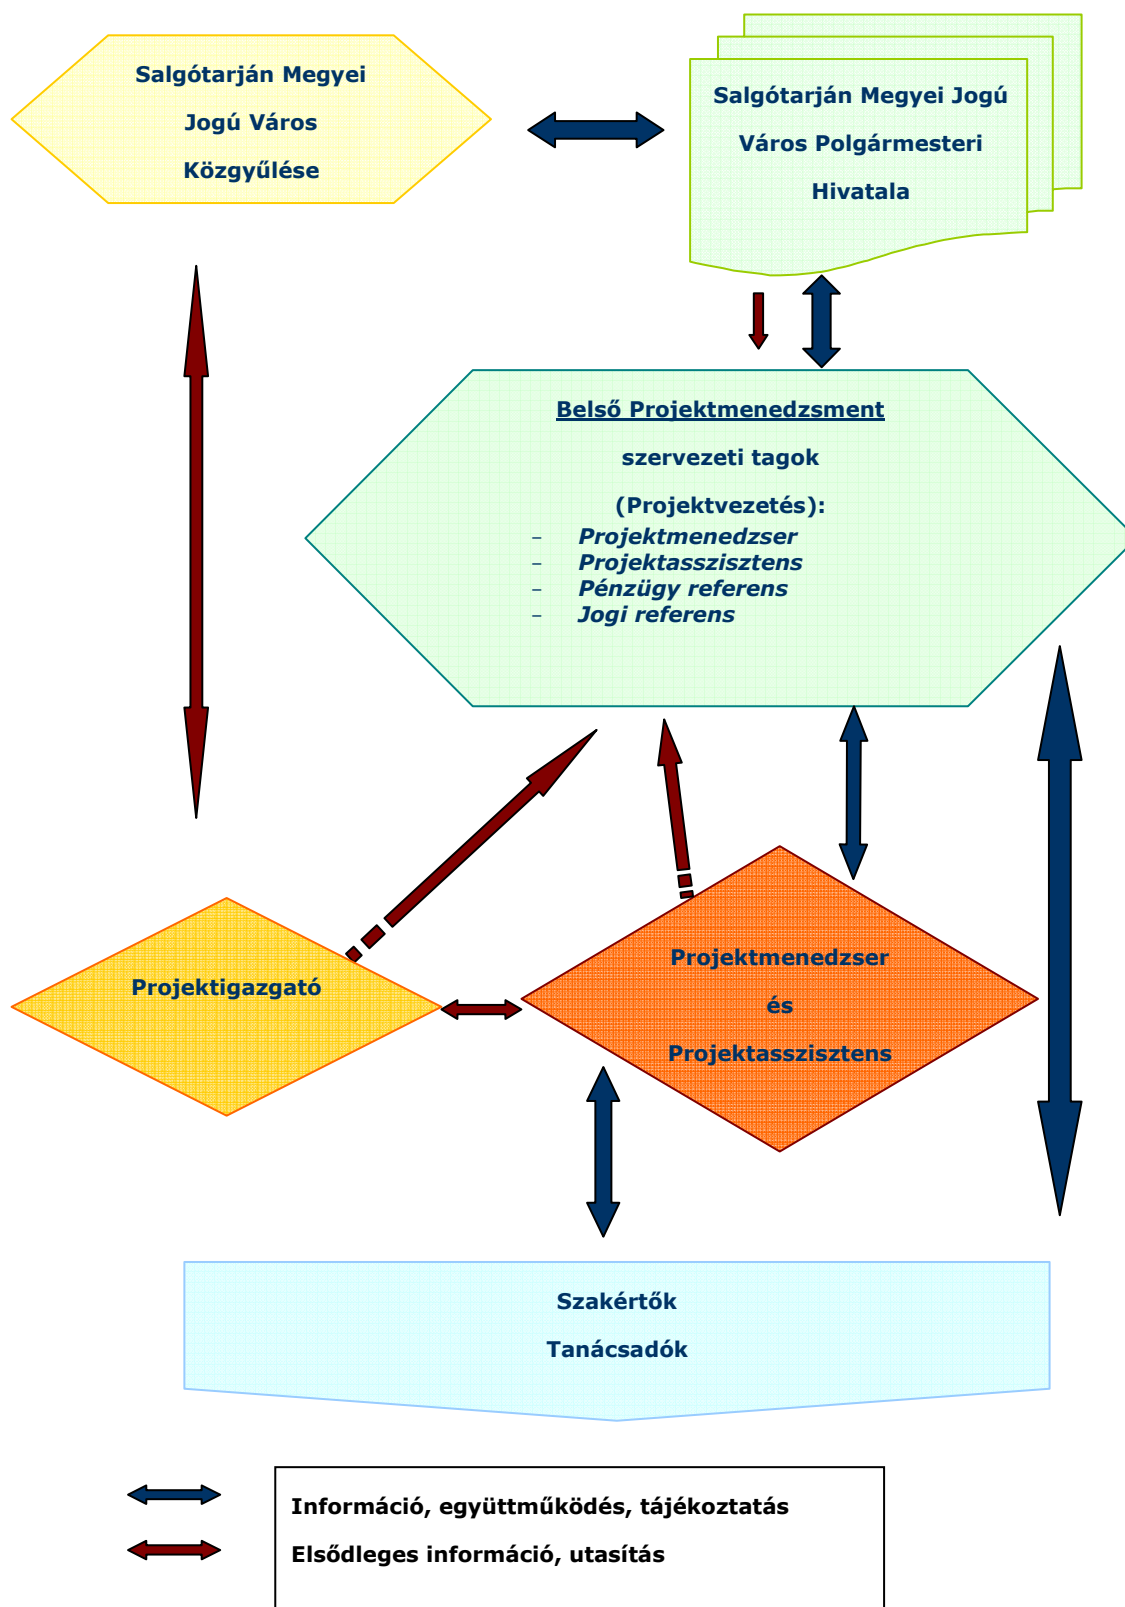 Salgótarján Megyei
Jogú Város
Közgyűlése
Salgótarján Megyei Jogú
Város Polgármesteri
Hivatala
Belső Projektmenedzsment
szervezeti tagok
(Projektvezetés):
- Projektmenedzser
- Projektasszisztens
- Pénzügy referens
- Jogi referens
Projektigazgató
Projektmenedzser
és
Projektasszisztens
Szakértők
Tanácsadók
Információ, együttműködés, tájékoztatás
Elsődleges információ, utasítás